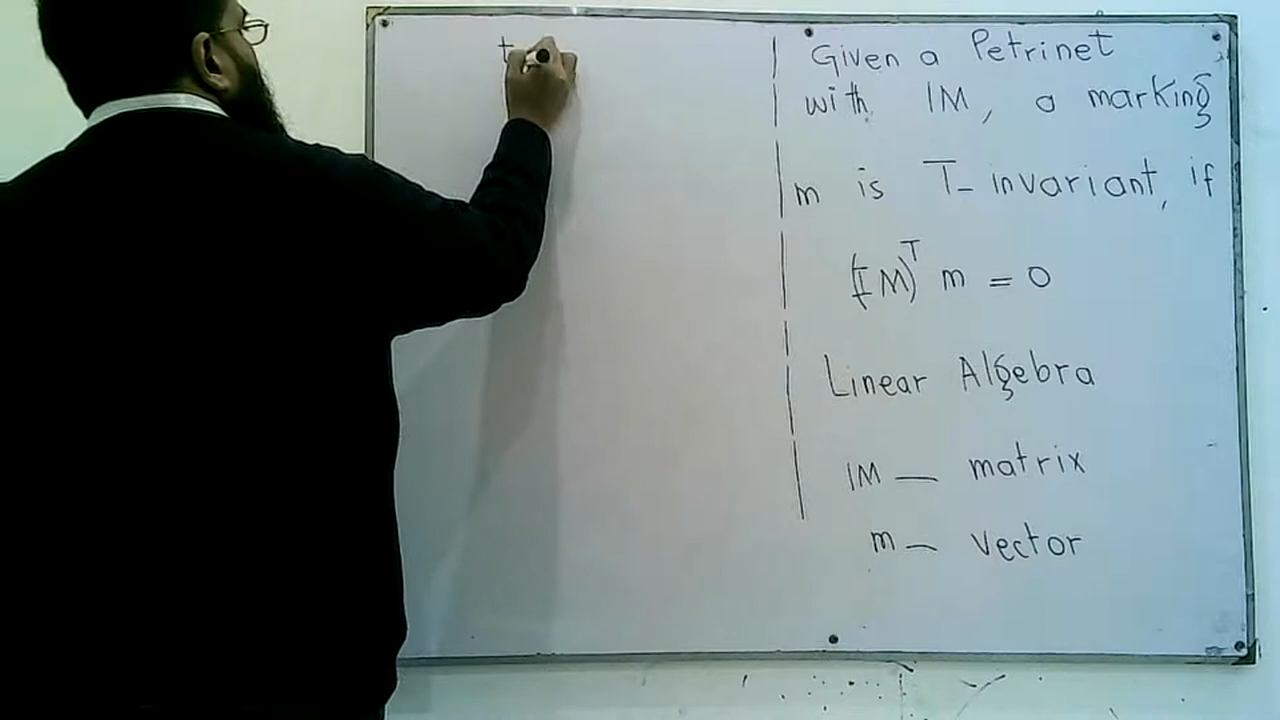 t
Given a Petrinet
with IM, a marking
m is T-invariant, if
(IM)ᵀ m = 0
Linear Algebra
IM — matrix
m — vector